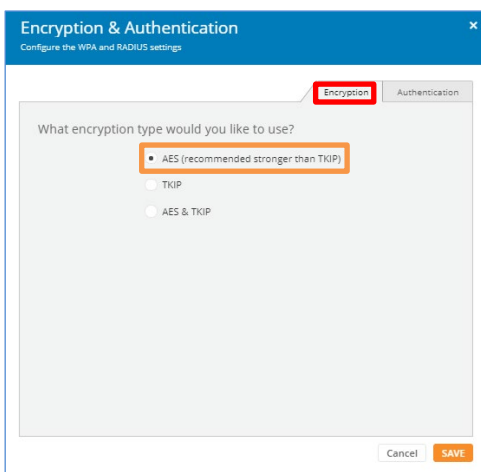 Encryption & Authentication
×
Configure the WPA and RADIUS settings
Encryption
Authentication
What encryption type would you like to use?
AES (recommended stronger than TKIP)
TKIP
AES & TKIP
Cancel
SAVE